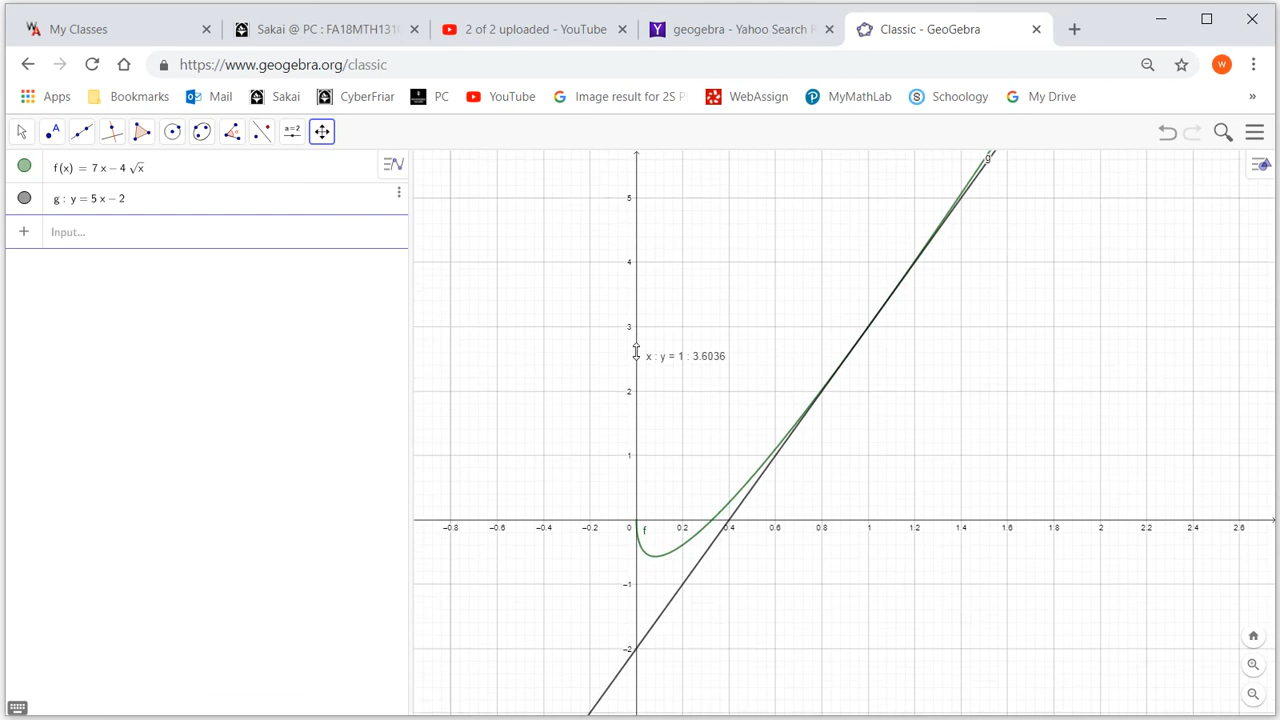 My Classes
Sakai @ PC : FA18MTH131
2 of 2 uploaded - YouTube
geogebra - Yahoo Search R
Classic - GeoGebra
https://www.geogebra.org/classic
W
Apps
Bookmarks
Mail
Sakai
CyberFriar
PC
YouTube
Image result for 2S P
WebAssign
MyMathLab
Schoology
My Drive
»
A
a=2
f(x) = 7 x − 4 √x
g : y = 5 x − 2
Input...
g
5
4
3
x : y = 1 : 3.6036
2
1
−0.8 −0.6 −0.4 −0.2 0 0.2 0.4 0.6 0.8 1 1.2 1.4 1.6 1.8 2 2.2 2.4 2.6
f
−1
−2